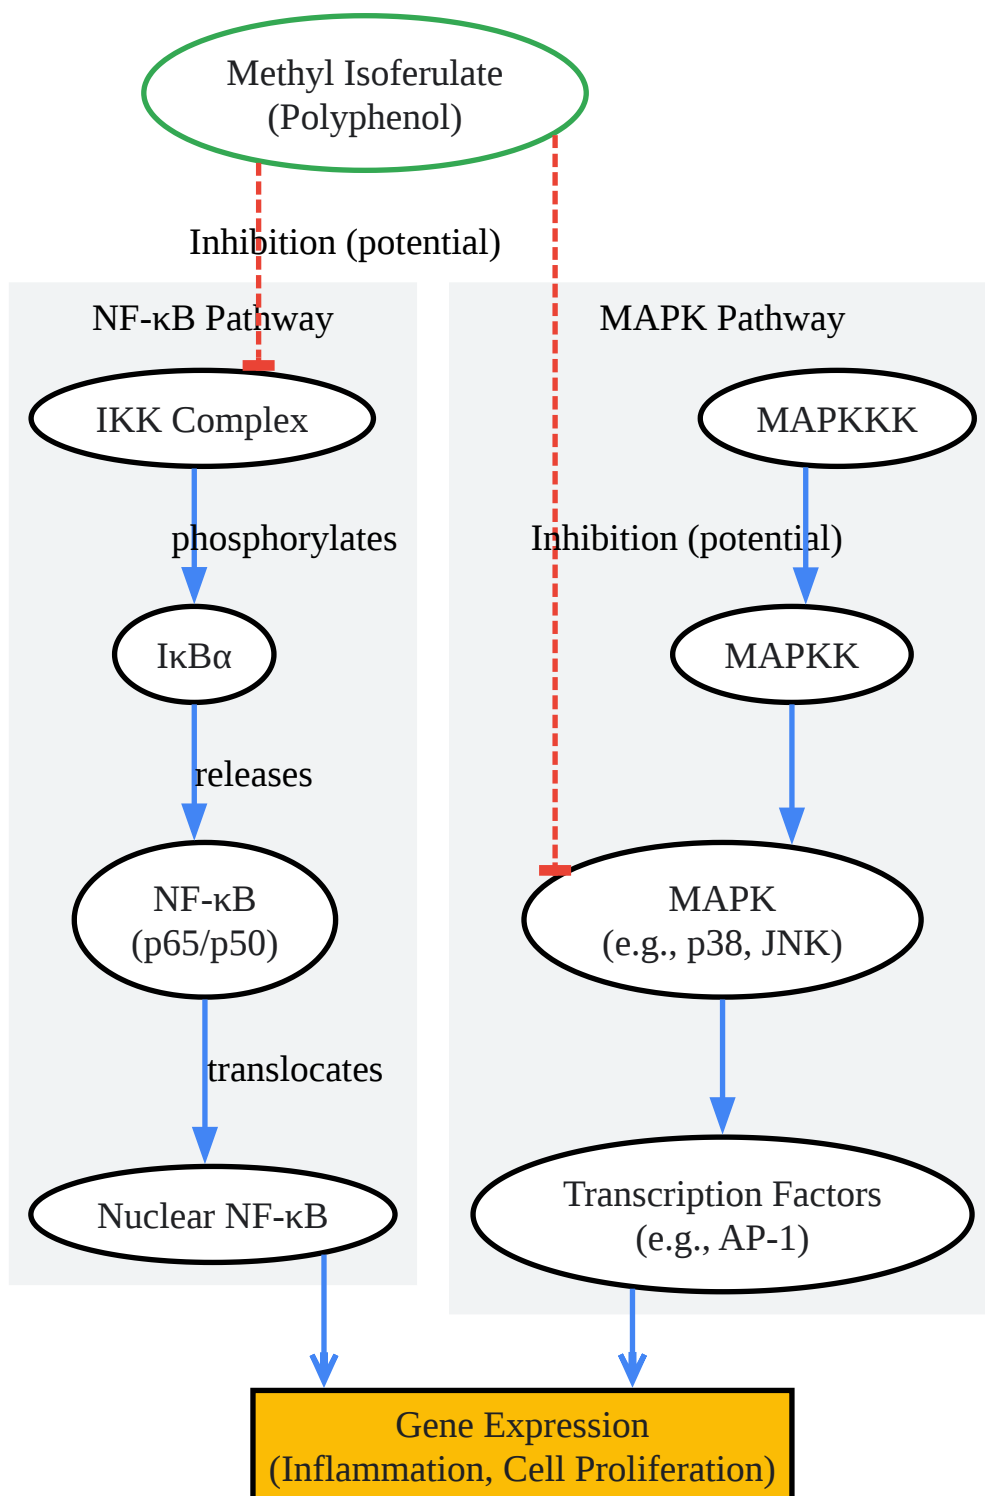 Methyl Isoferulate
(Polyphenol)
Inhibition (potential)
NF-κB Pathway
IKK Complex
phosphorylates
IκBα
releases
NF-κB
(p65/p50)
translocates
Nuclear NF-κB
MAPK Pathway
MAPKKK
Inhibition (potential)
MAPKK
MAPK
(e.g., p38, JNK)
Transcription Factors
(e.g., AP-1)
Gene Expression
(Inflammation, Cell Proliferation)